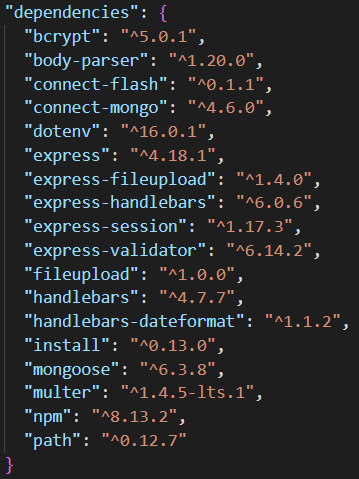 "dependencies": {
"bcrypt": "^5.0.1",
"body-parser": "^1.20.0",
"connect-flash": "^0.1.1",
"connect-mongo": "^4.6.0",
"dotenv": "^16.0.1",
"express": "^4.18.1",
"express-fileupload": "^1.4.0",
"express-handlebars": "^6.0.6",
"express-session": "^1.17.3",
"express-validator": "^6.14.2",
"fileupload": "^1.0.0",
"handlebars": "^4.7.7",
"handlebars-dateformat": "^1.1.2",
"install": "^0.13.0",
"mongoose": "^6.3.8",
"multer": "^1.4.5-lts.1",
"npm": "^8.13.2",
"path": "^0.12.7"
}